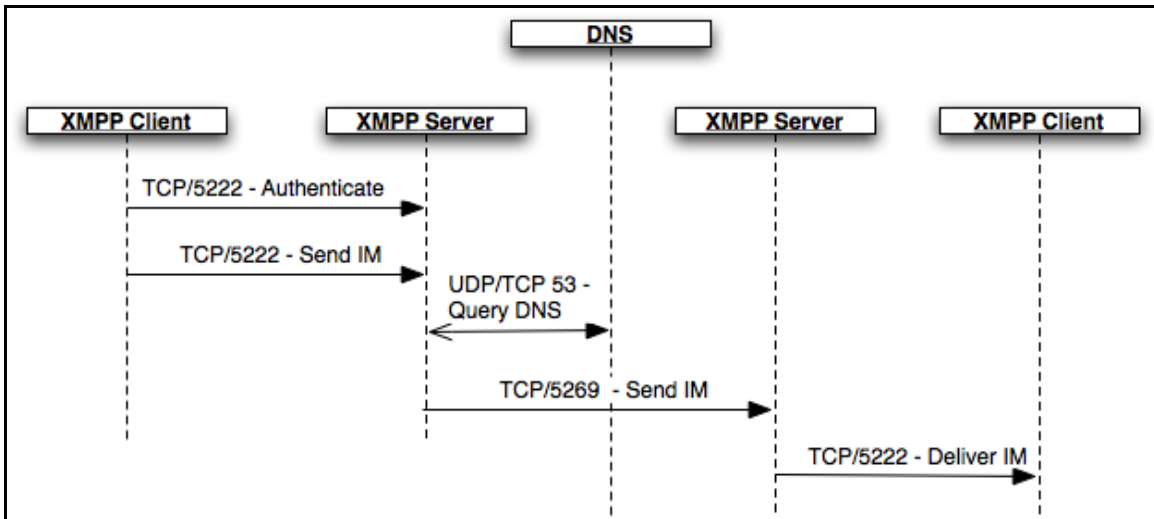 DNS
XMPP Client
XMPP Server
XMPP Server
XMPP Client
TCP/5222 - Authenticate
TCP/5222 - Send IM
UDP/TCP 53 -
Query DNS
TCP/5269 - Send IM
TCP/5222 - Deliver IM